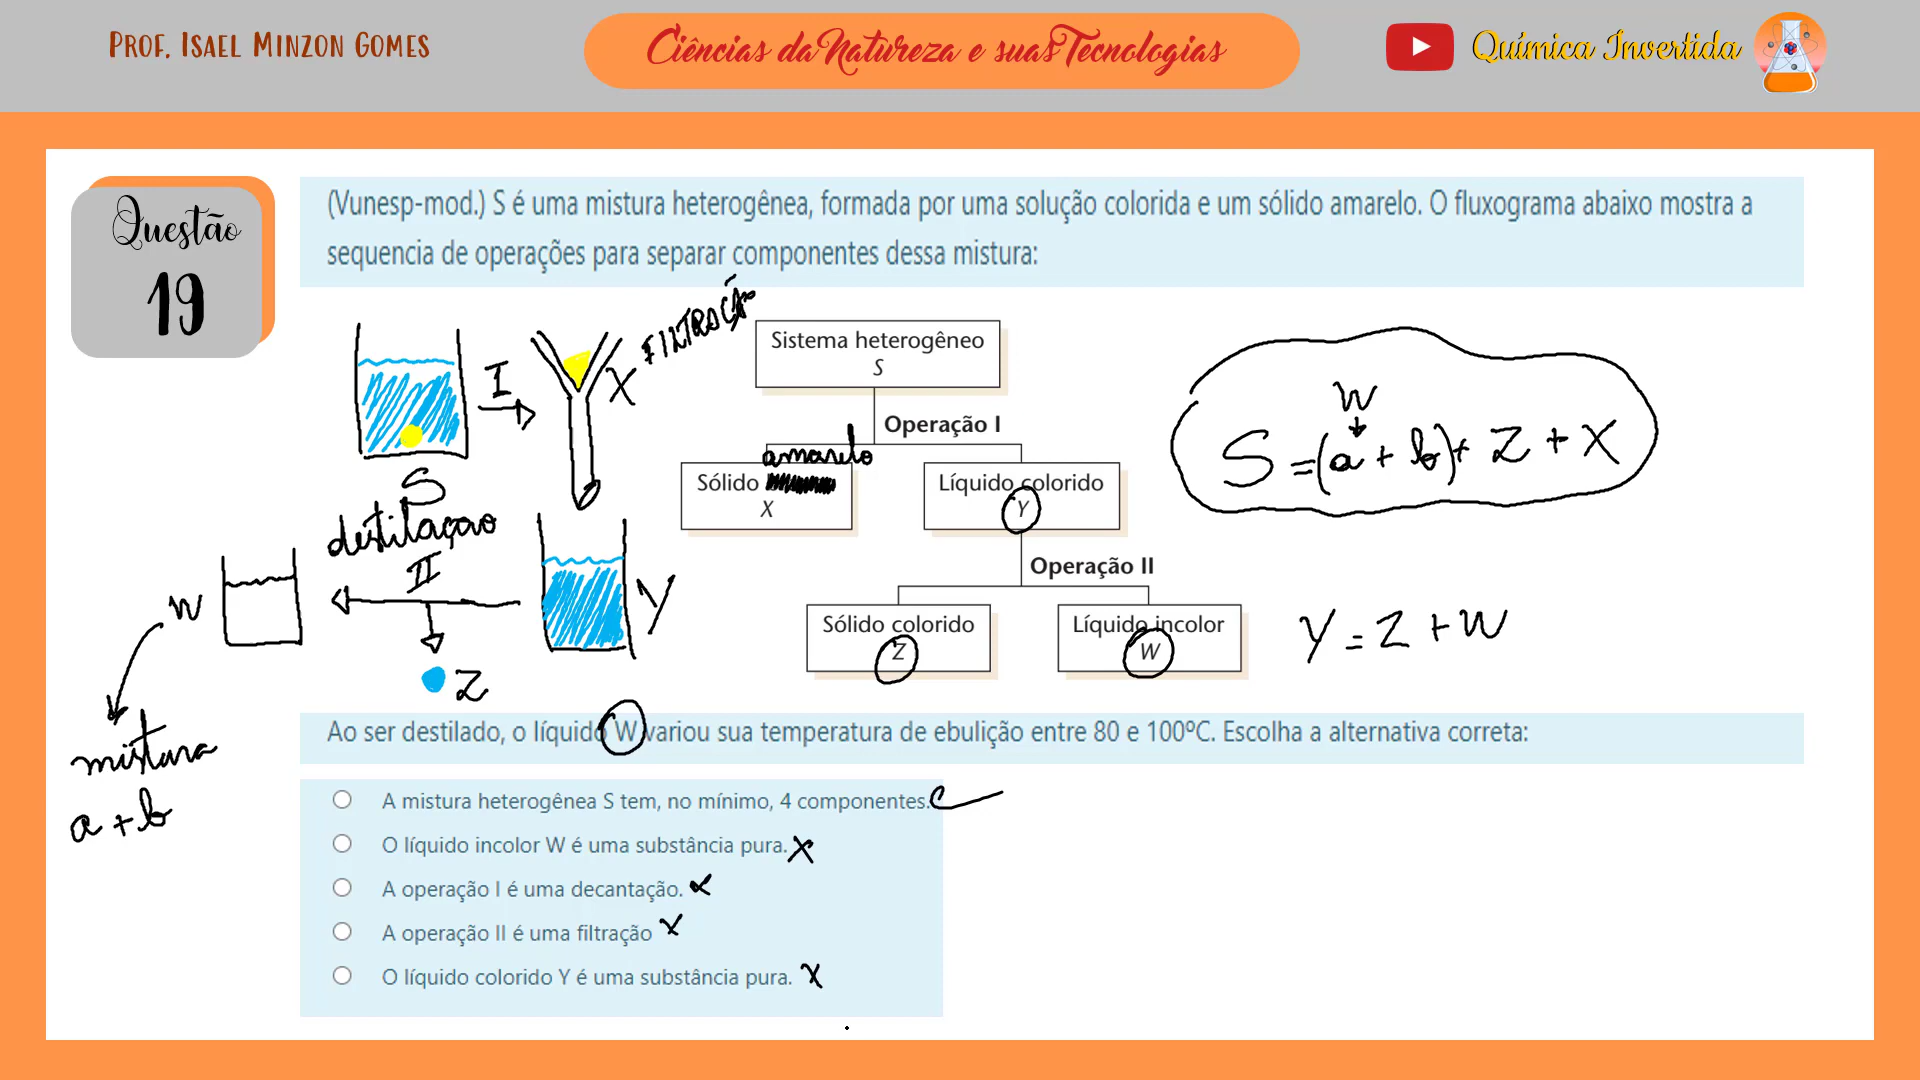 Prof. Isael Minzon Gomes
Ciências da Natureza e suas Tecnologias
Química Invertida
Questão
19
(Vunesp-mod.) S é uma mistura heterogênea, formada por uma solução colorida e um sólido amarelo. O fluxograma abaixo mostra a
sequencia de operações para separar componentes dessa mistura:
I
X
FILTRAÇÃO
S
Sistema heterogêneo
S
Operação I
amarelo
Sólido
X
Líquido colorido
Y
Operação II
Sólido colorido
Z
Líquido incolor
W
W
S = (a + b) + Z + X
Y = Z + W
destilação
II
W
Y
Z
mistura
a + b
Ao ser destilado, o líquido W variou sua temperatura de ebulição entre 80 e 100ºC. Escolha a alternativa correta:
A mistura heterogênea S tem, no mínimo, 4 componentes. C
O líquido incolor W é uma substância pura. X
A operação I é uma decantação. X
A operação II é uma filtração X
O líquido colorido Y é uma substância pura. X